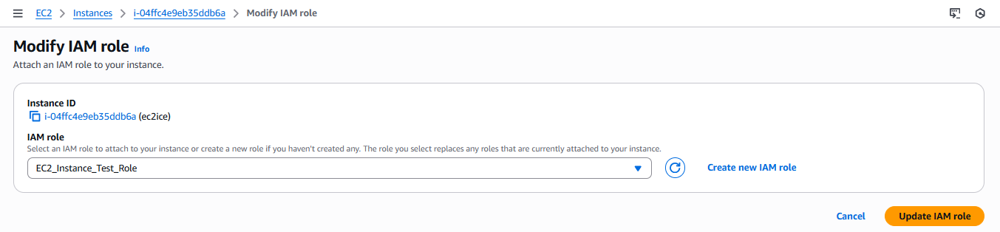 EC2 > Instances > i-04ffc4e9eb35ddb6a > Modify IAM role
Modify IAM role Info
Attach an IAM role to your instance.
Instance ID
i-04ffc4e9eb35ddb6a (ec2ice)
IAM role
Select an IAM role to attach to your instance or create a new role if you haven't created any. The role you select replaces any roles that are currently attached to your instance.
EC2_Instance_Test_Role Create new IAM role
Cancel Update IAM role